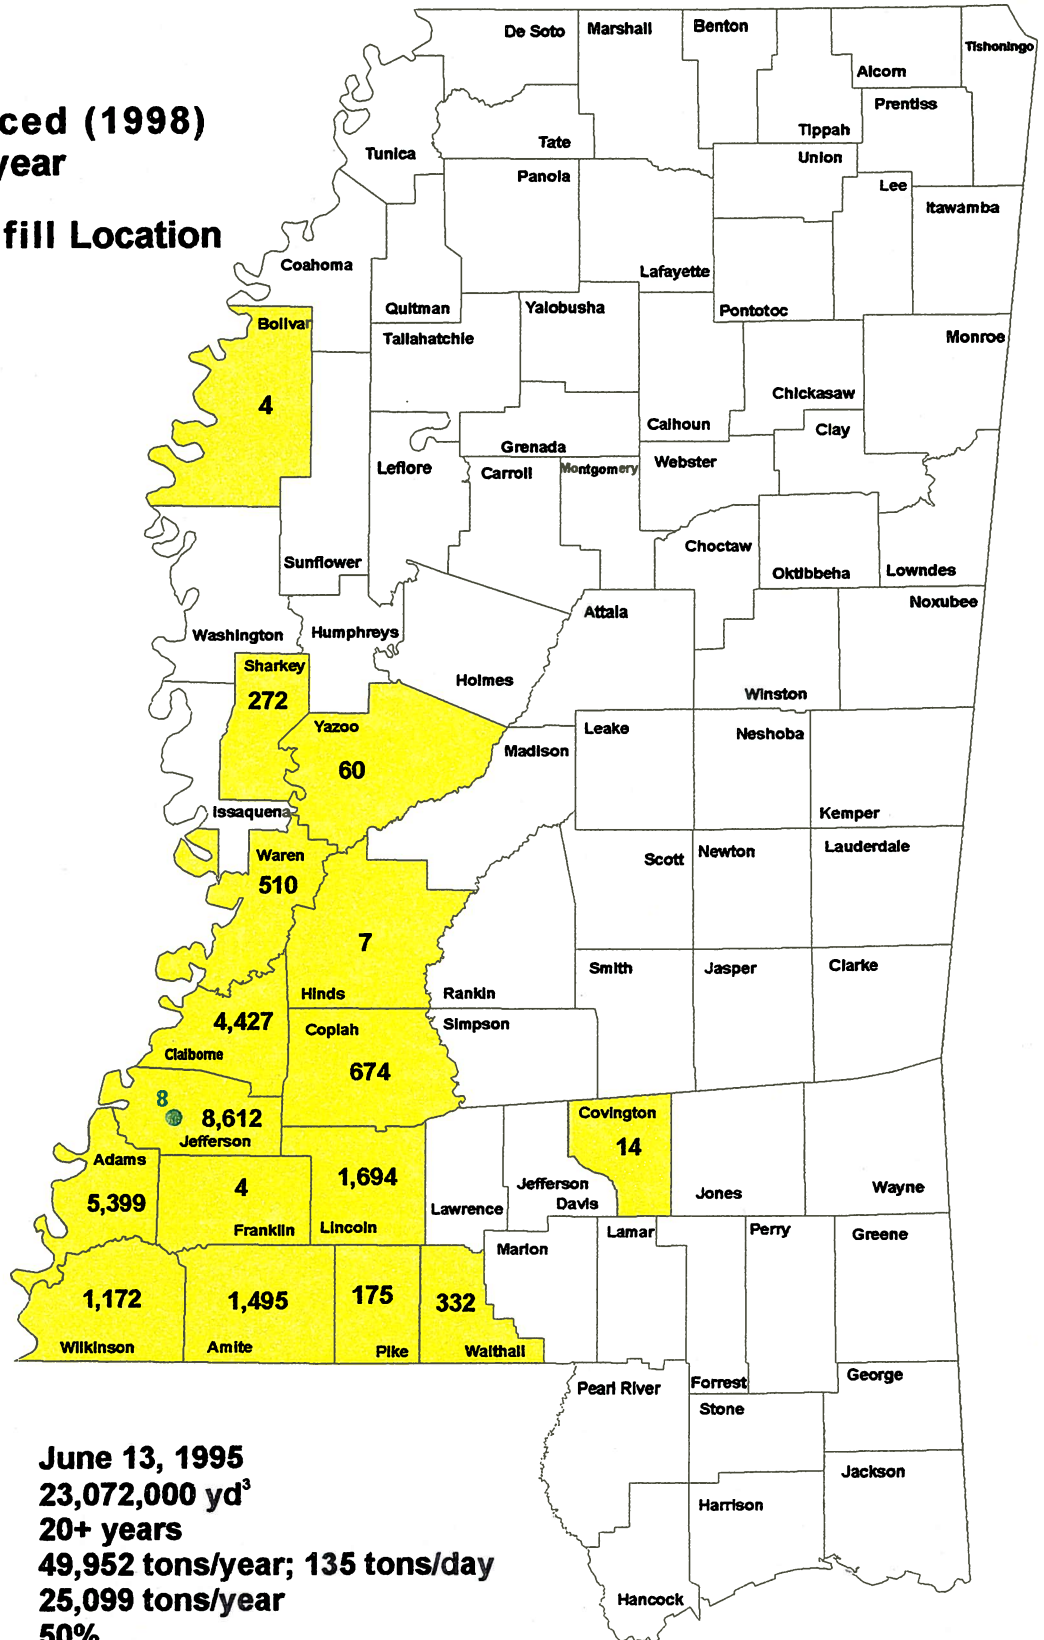 ced (1998)
year
fill Location
De Soto
Marshall
Benton
Tishomingo
Alcorn
Prentiss
Tippah
Tate
Tunica
Union
Panola
Lee
Itawamba
Coahoma
Lafayette
Quitman
Yalobusha
Pontotoc
Bolivar
4
Tallahatchie
Monroe
Chickasaw
Calhoun
Clay
Grenada
Leflore
Carroll
Montgomery
Webster
Choctaw
Sunflower
Oktibbeha
Lowndes
Noxubee
Attala
Washington
Humphreys
Sharkey
272
Holmes
Winston
Yazoo
60
Leake
Neshoba
Madison
Kemper
Issaquena
Waren
510
Scott
Newton
Lauderdale
7
Hinds
Rankin
Smith
Jasper
Clarke
4,427
Claiborne
Copiah
674
Simpson
8
8,612
Jefferson
Covington
14
Adams
5,399
4
Franklin
1,694
Lincoln
Lawrence
Jefferson
Davis
Jones
Wayne
Marion
Lamar
Perry
Greene
1,172
Wilkinson
1,495
Amite
175
Pike
332
Walthall
Pearl River
Forrest
George
Stone
Jackson
Harrison
Hancock
June 13, 1995
23,072,000 yd³
20+ years
49,952 tons/year; 135 tons/day
25,099 tons/year
50%